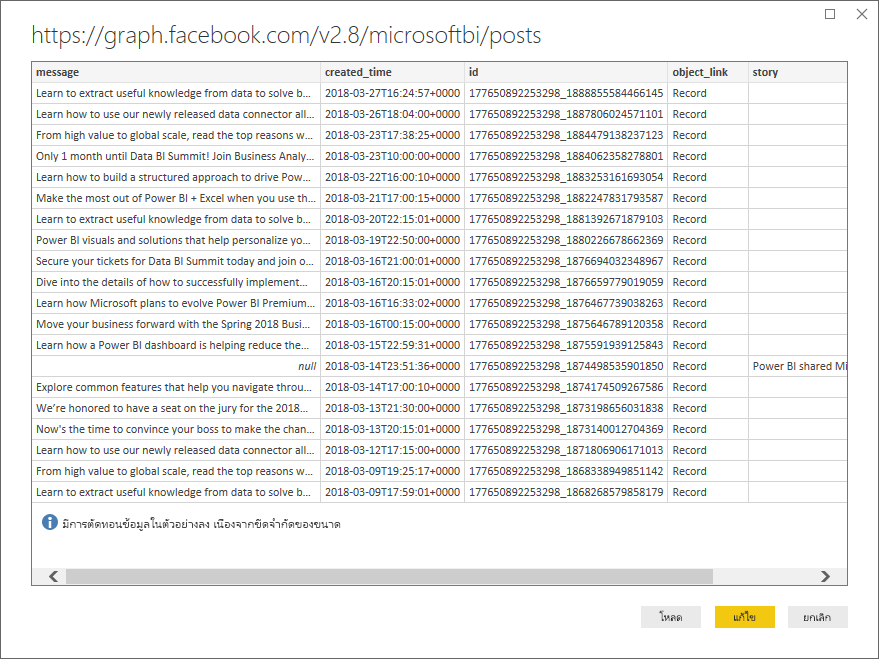 https://graph.facebook.com/v2.8/microsoftbi/posts
message created_time id object_link story
Learn to extract useful knowledge from data to solve b... 2018-03-27T16:24:57+0000 177650892253298_1888855584466145 Record
Learn how to use our newly released data connector all... 2018-03-26T18:04:00+0000 177650892253298_1887806024571101 Record
From high value to global scale, read the top reasons w... 2018-03-23T17:38:25+0000 177650892253298_1884479138237123 Record
Only 1 month until Data BI Summit! Join Business Analy... 2018-03-23T10:00:00+0000 177650892253298_1884062358278801 Record
Learn how to build a structured approach to drive Pow... 2018-03-22T16:00:10+0000 177650892253298_1883253161693054 Record
Make the most out of Power BI + Excel when you use th... 2018-03-21T17:00:15+0000 177650892253298_1882247831793587 Record
Learn to extract useful knowledge from data to solve b... 2018-03-20T22:15:01+0000 177650892253298_1881392671879103 Record
Power BI visuals and solutions that help personalize yo... 2018-03-19T22:50:00+0000 177650892253298_1880226678662369 Record
Secure your tickets for Data BI Summit today and join o... 2018-03-16T21:00:01+0000 177650892253298_1876694032348967 Record
Dive into the details of how to successfully implement... 2018-03-16T20:15:01+0000 177650892253298_1876659779019059 Record
Learn how Microsoft plans to evolve Power BI Premium... 2018-03-16T16:33:02+0000 177650892253298_1876467739038263 Record
Move your business forward with the Spring 2018 Busi... 2018-03-16T00:15:00+0000 177650892253298_1875646789120358 Record
Learn how a Power BI dashboard is helping reduce the... 2018-03-15T22:59:31+0000 177650892253298_1875591939125843 Record
null 2018-03-14T23:51:36+0000 177650892253298_1874498535901850 Record Power BI shared Mi
Explore common features that help you navigate throu... 2018-03-14T17:00:10+0000 177650892253298_1874174509267586 Record
We're honored to have a seat on the jury for the 2018... 2018-03-13T21:30:00+0000 177650892253298_1873198656031838 Record
Now's the time to convince your boss to make the chan... 2018-03-13T20:15:01+0000 177650892253298_1873140012704369 Record
Learn how to use our newly released data connector all... 2018-03-12T17:15:00+0000 177650892253298_1871806906171013 Record
From high value to global scale, read the top reasons w... 2018-03-09T19:25:17+0000 177650892253298_1868338949851142 Record
Learn to extract useful knowledge from data to solve b... 2018-03-09T17:59:01+0000 177650892253298_1868268579858179 Record
มีการตัดทอนข้อมูลในตัวอย่างลง เนื่องจากขีดจำกัดของขนาด
โหลด แก้ไข ยกเลิก